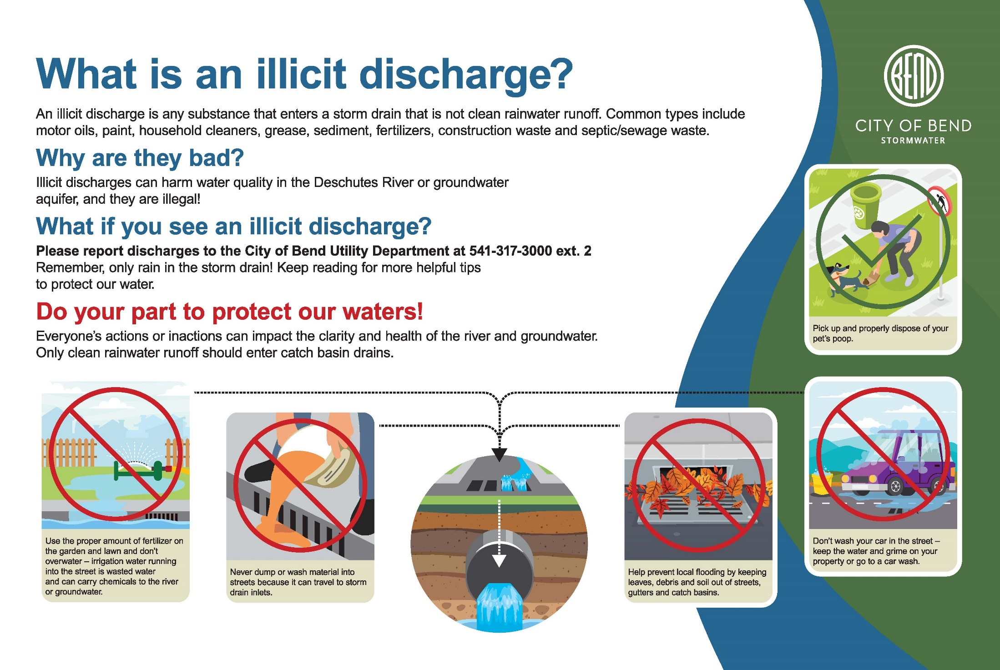 What is an illicit discharge?
An illicit discharge is any substance that enters a storm drain that is not clean rainwater runoff. Common types include
motor oils, paint, household cleaners, grease, sediment, fertilizers, construction waste and septic/sewage waste.
Why are they bad?
Illicit discharges can harm water quality in the Deschutes River or groundwater
aquifer, and they are illegal!
What if you see an illicit discharge?
Please report discharges to the City of Bend Utility Department at 541-317-3000 ext. 2
Remember, only rain in the storm drain! Keep reading for more helpful tips
to protect our water.
Do your part to protect our waters!
Everyone’s actions or inactions can impact the clarity and health of the river and groundwater.
Only clean rainwater runoff should enter catch basin drains.
BEND
CITY OF BEND
STORMWATER
Pick up and properly dispose of your
pet’s poop.
Use the proper amount of fertilizer on
the garden and lawn and don’t
overwater – irrigation water running
into the street is wasted water
and can carry chemicals to the river
or groundwater.
Never dump or wash material into
streets because it can travel to storm
drain inlets.
Help prevent local flooding by keeping
leaves, debris and soil out of streets,
gutters and catch basins.
Don’t wash your car in the street –
keep the water and grime on your
property or go to a car wash.